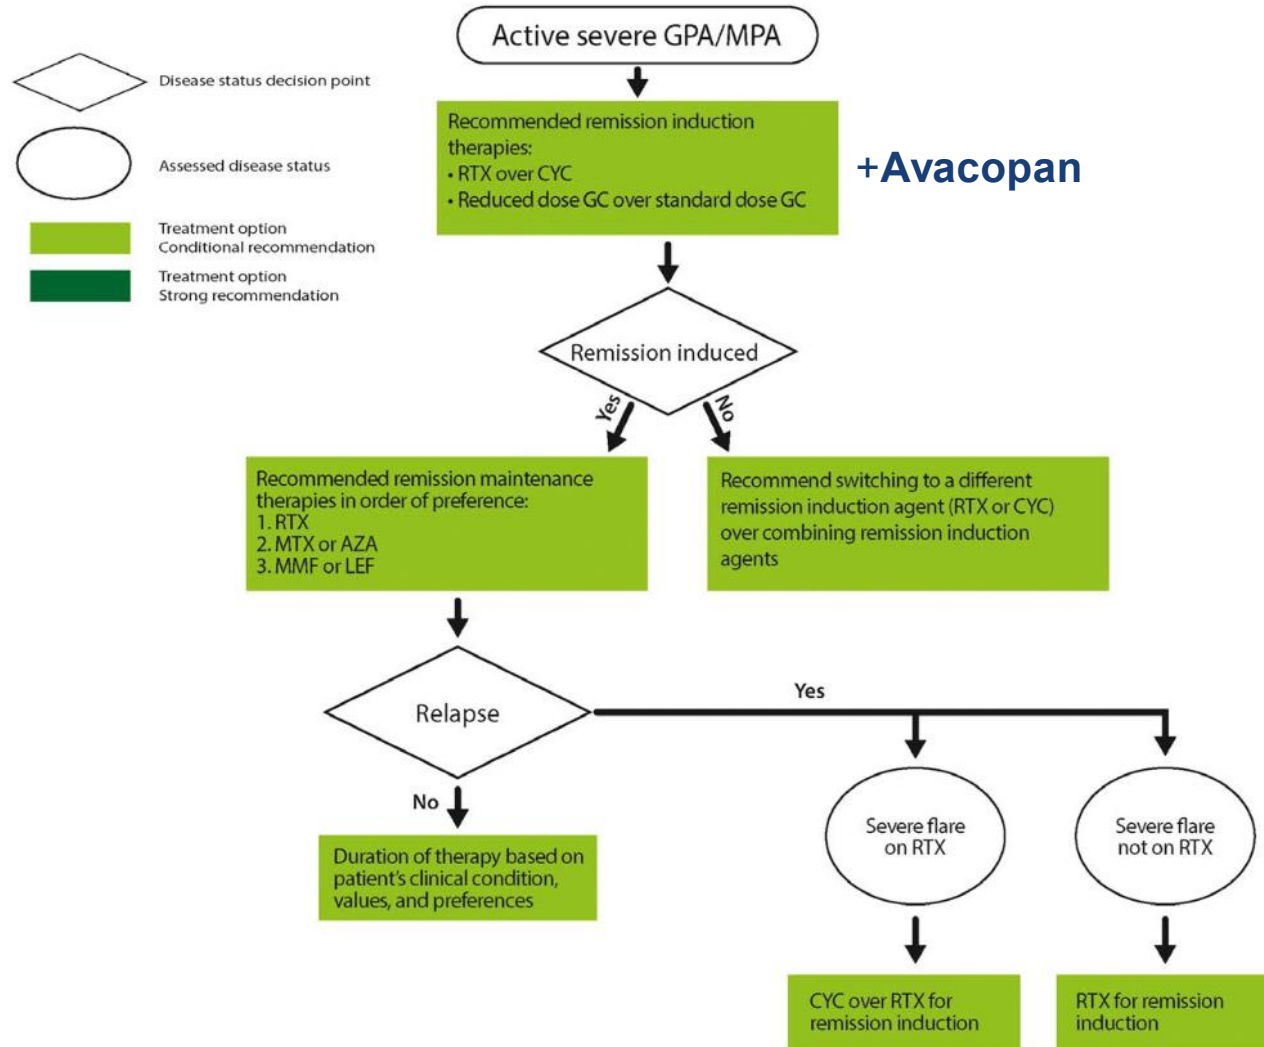 Active severe GPA/MPA
Disease status decision point
Assessed disease status
Treatment option
Conditional recommendation
Treatment option
Strong recommendation
Recommended remission induction
therapies:
• RTX over CYC
• Reduced dose GC over standard dose GC
+Avacopan
Remission induced
Yes
No
Recommended remission maintenance
therapies in order of preference:
1. RTX
2. MTX or AZA
3. MMF or LEF
Recommend switching to a different
remission induction agent (RTX or CYC)
over combining remission induction
agents
Relapse
Yes
No
Duration of therapy based on
patient's clinical condition,
values, and preferences
Severe flare
on RTX
Severe flare
not on RTX
CYC over RTX for
remission induction
RTX for remission
induction